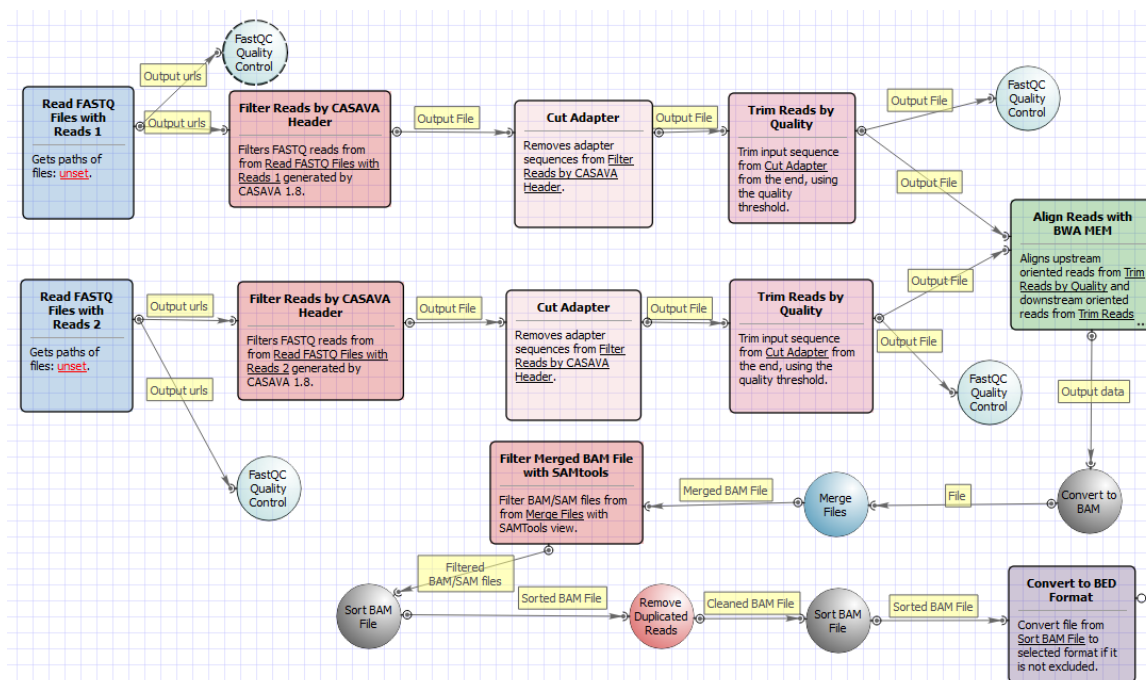 FastQC
Quality
Control
Output urls
Read FASTQ
Files with
Reads 1
Gets paths of
files: unset.
Output urls
Filter Reads by CASAVA
Header
Filters FASTQ reads from
from Read FASTQ Files with
Reads 1 generated by
CASAVA 1.8.
Output File
Cut Adapter
Removes adapter
sequences from Filter
Reads by CASAVA
Header.
Output File
Trim Reads by
Quality
Trim input sequence
from Cut Adapter
from the end, using
the quality
threshold.
Output File
FastQC
Quality
Control
Output File
Align Reads with
BWA MEM
Aligns upstream
oriented reads from Trim
Reads by Quality and
downstream oriented
reads from Trim Reads
...
Read FASTQ
Files with
Reads 2
Gets paths of
files: unset.
Output urls
Output urls
Filter Reads by CASAVA
Header
Filters FASTQ reads from
from Read FASTQ Files with
Reads 2 generated by
CASAVA 1.8.
Output File
Cut Adapter
Removes adapter
sequences from Filter
Reads by CASAVA
Header.
Output File
Trim Reads by
Quality
Trim input sequence
from Cut Adapter from
the end, using the
quality threshold.
Output File
Output File
FastQC
Quality
Control
Output data
FastQC
Quality
Control
Filter Merged BAM File
with SAMtools
Filter BAM/SAM files from
from Merge Files with
SAMTools view.
Merged BAM File
Merge
Files
File
Convert to
BAM
Filtered
BAM/SAM files
Sort BAM
File
Sorted BAM File
Remove
Duplicated
Reads
Cleaned BAM File
Sort BAM
File
Sorted BAM File
Convert to BED
Format
Convert file from
Sort BAM File to
selected format if it
is not excluded.